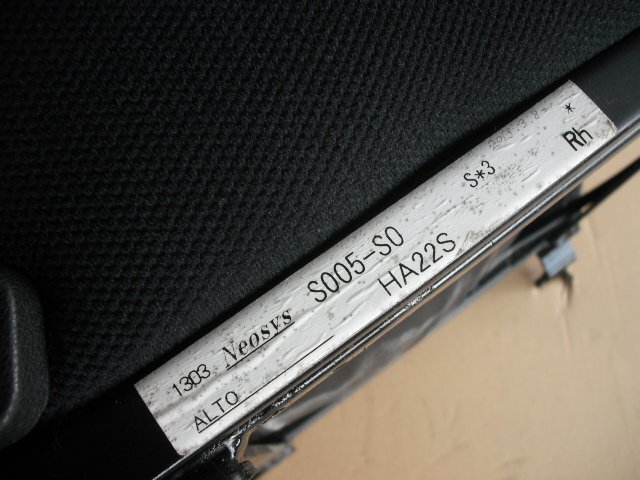 1303 Neosys S005-S0 S*3 *
ALTO HA22S Rh